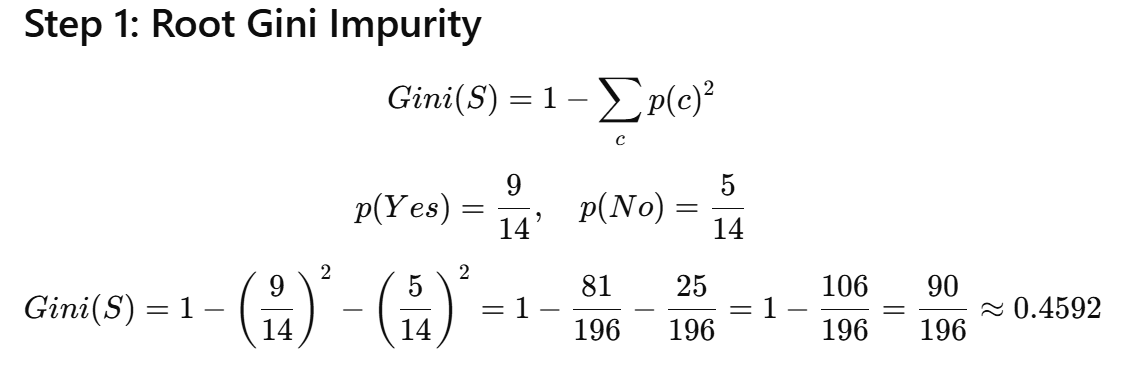 Step 1: Root Gini Impurity
Gini(S) = 1 − ∑_c p(c)²
p(Yes) = 9/14, p(No) = 5/14
Gini(S) = 1 − (9/14)² − (5/14)² = 1 − 81/196 − 25/196 = 1 − 106/196 = 90/196 ≈ 0.4592